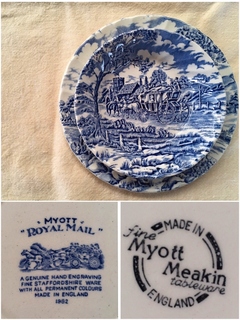 MYOTT
"ROYAL MAIL"
A GENUINE HAND ENGRAVING
FINE STAFFORDSHIRE WARE
WITH ALL PERMANENT COLOURS
MADE IN ENGLAND
1982
MADE IN
fine
Myott
Meakin
tableware
ENGLAND